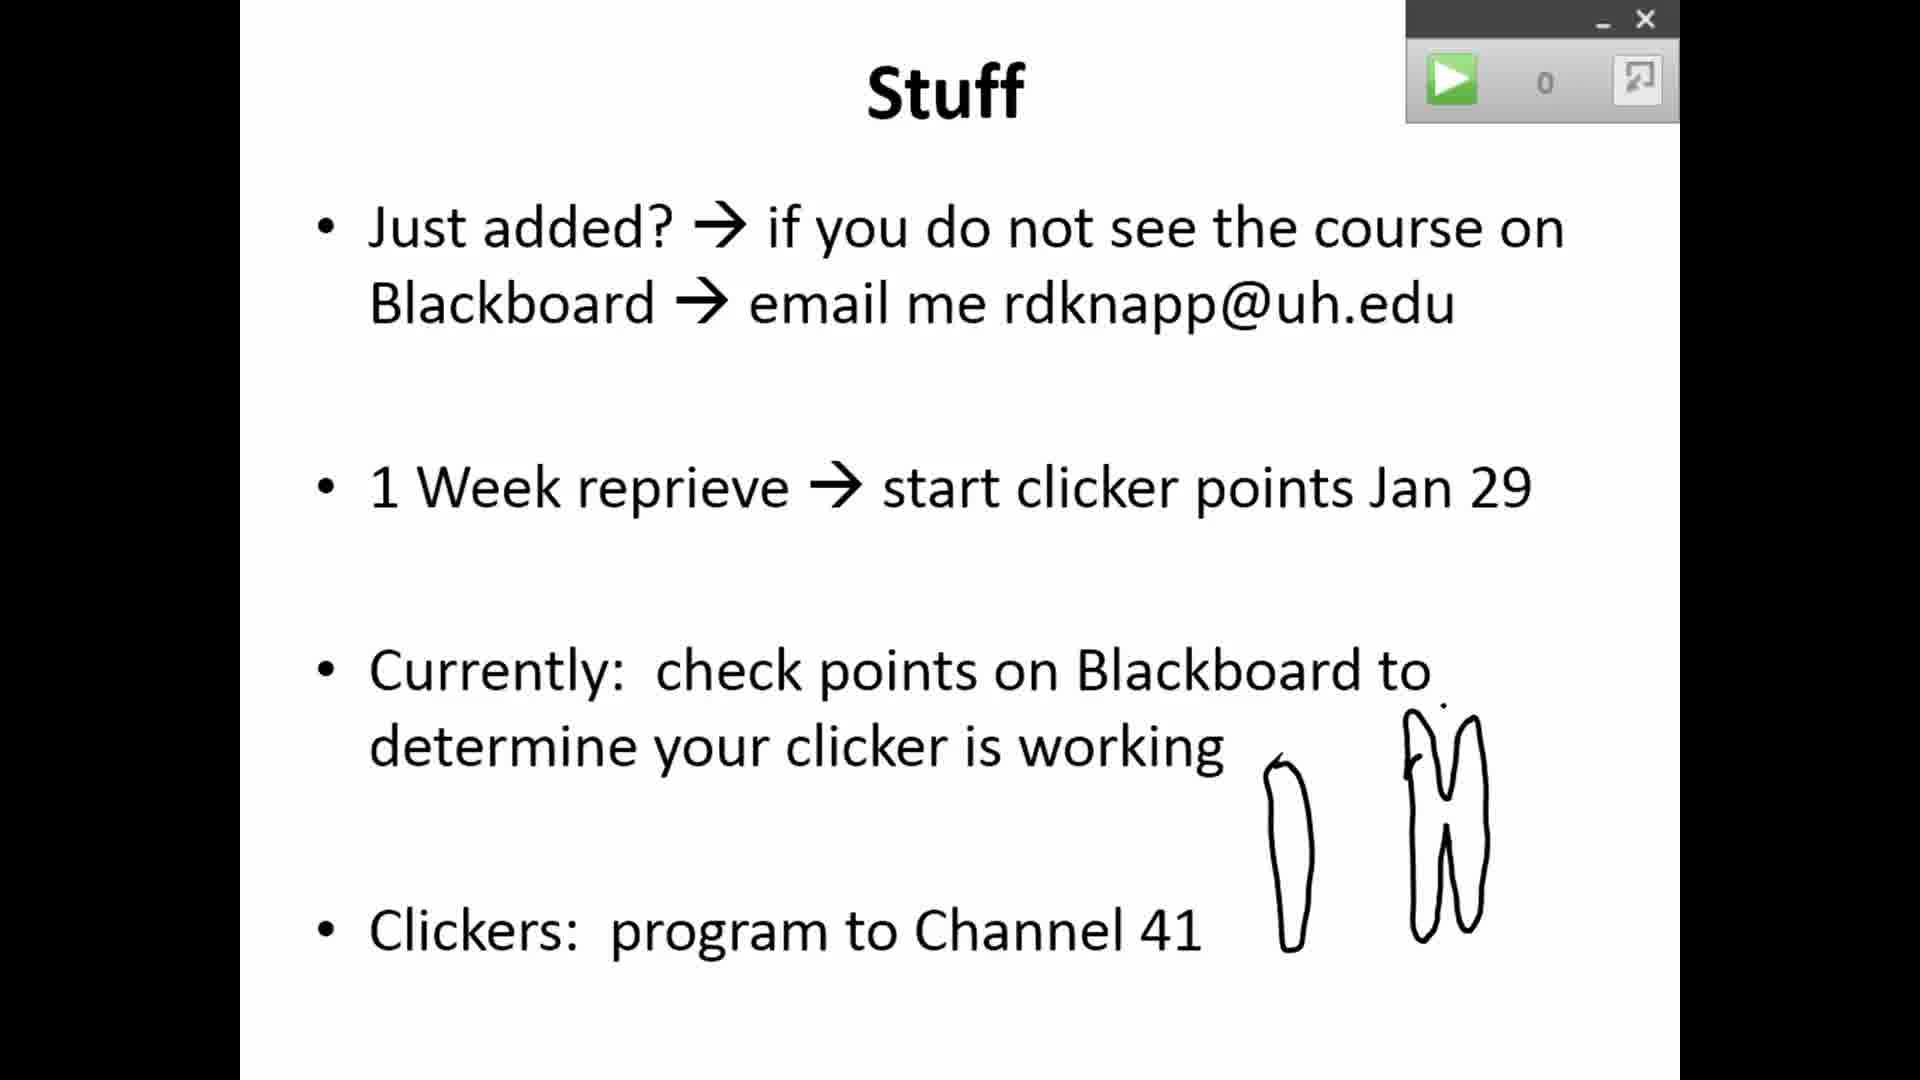 Stuff
0
• Just added? → if you do not see the course on
Blackboard → email me rdknapp@uh.edu
• 1 Week reprieve → start clicker points Jan 29
• Currently:  check points on Blackboard to
determine your clicker is working
• Clickers:  program to Channel 41